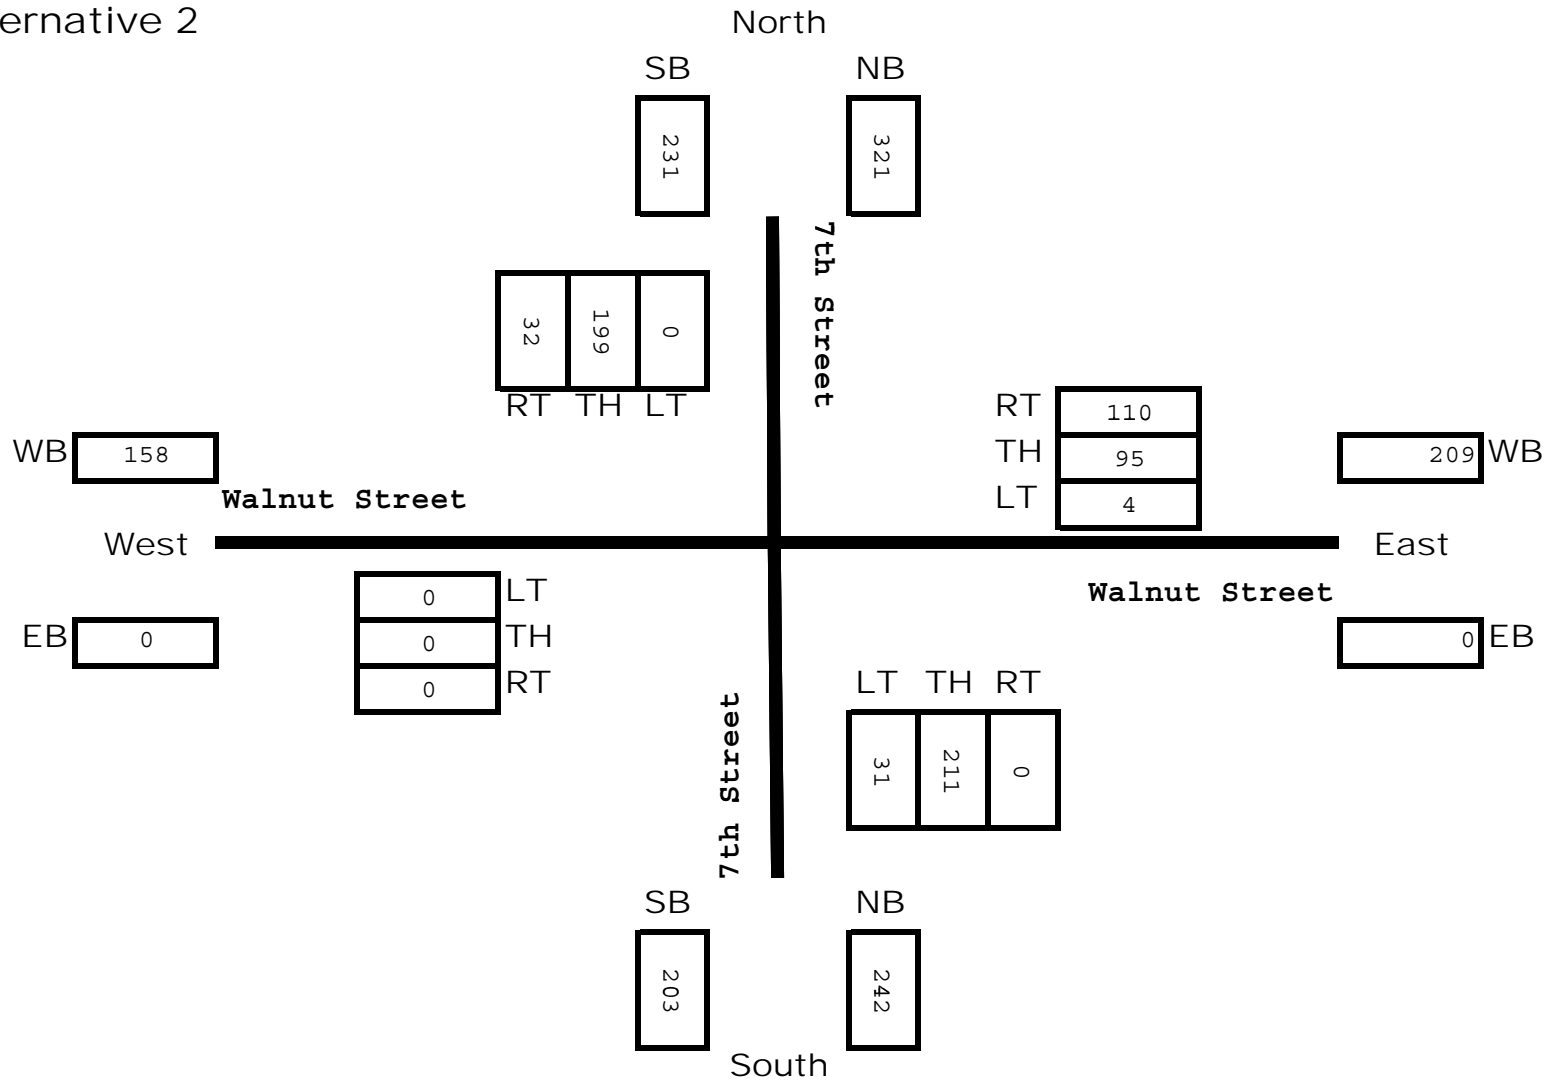 ernative 2
North
SB NB
231 321
7th Street
32 199 0
RT TH LT
RT 110
TH 95
LT 4
WB 158
209 WB
Walnut Street
West East
Walnut Street
0 LT
0 TH
0 RT
EB 0
0 EB
LT TH RT
31 211 0
7th Street
SB NB
203 242
South